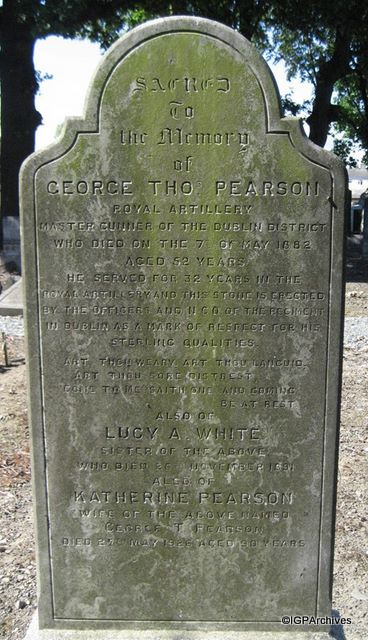 SACRED
To
the Memory
of
GEORGE THOS PEARSON
ROYAL ARTILLERY
MASTER GUNNER OF THE DUBLIN DISTRICT
WHO DIED ON THE 7TH OF MAY 1882
AGED 52 YEARS
HE SERVED FOR 32 YEARS IN THE
ROYAL ARTILLERY AND THIS STONE IS ERECTED
BY THE OFFICERS AND N C O OF THE REGIMENT
IN DUBLIN AS A MARK OF RESPECT FOR HIS
STERLING QUALITIES.
ART THOU WEARY ART THOU LANGUID
ART THOU SORE DISTREST
COME TO ME SAITH ONE AND COMING
BE AT REST
ALSO OF
LUCY A. WHITE
SISTER OF THE ABOVE
WHO DIED NOVEMBER 1891
ALSO OF
KATHERINE PEARSON
WIFE OF THE ABOVE NAMED
GEORGE T. PEARSON
DIED MAY AGED YEARS
©IGPArchives